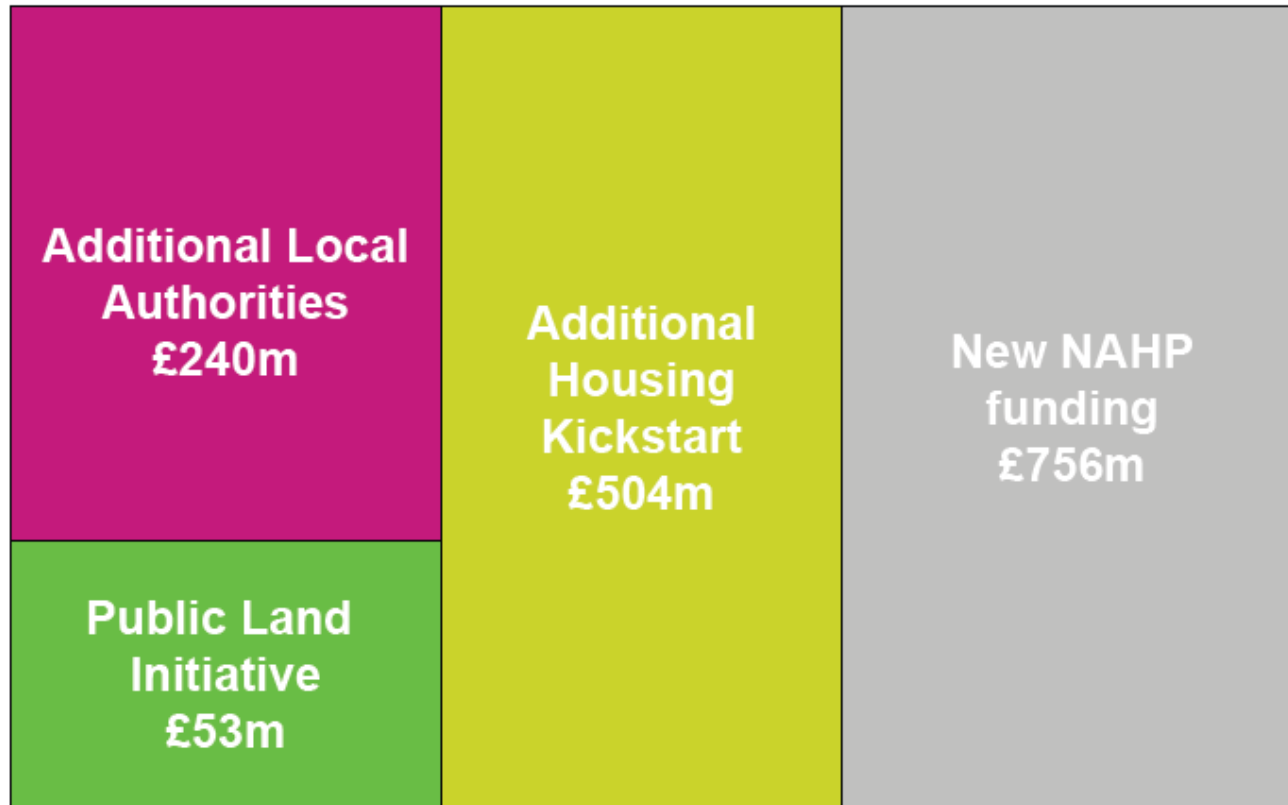 Additional Local
Authorities
£240m
Public Land
Initiative
£53m
Additional
Housing
Kickstart
£504m
New NAHP
funding
£756m